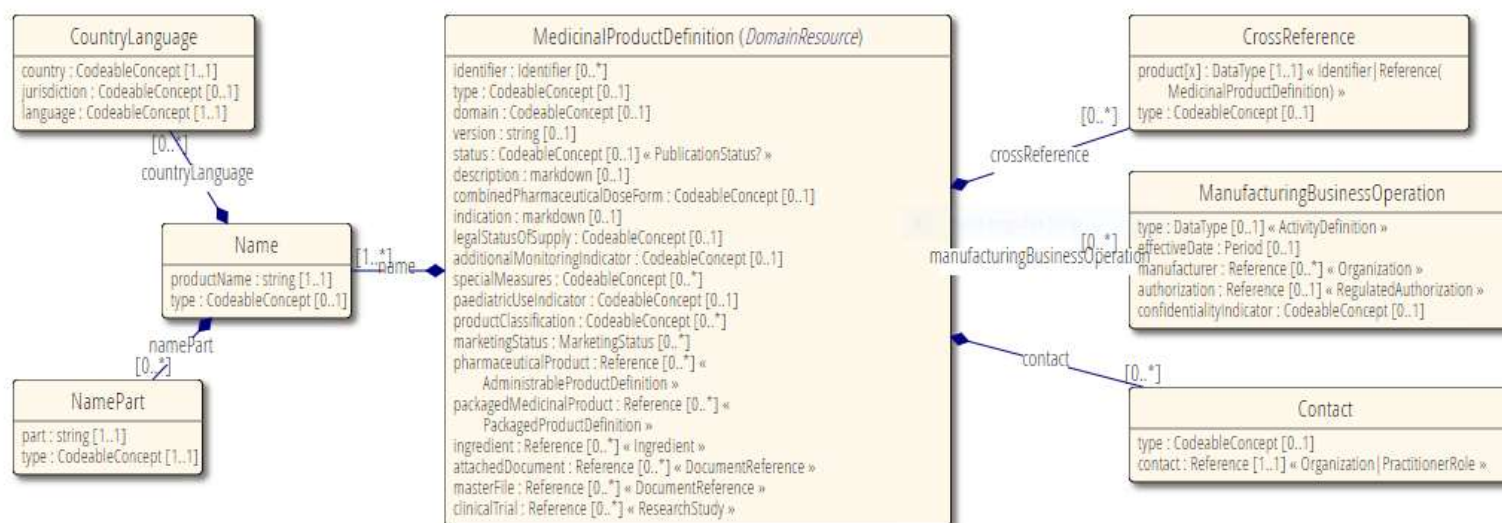 CountryLanguage
country : CodeableConcept [1..1]
jurisdiction : CodeableConcept [0..1]
language : CodeableConcept [1..1]
[0..*]
countryLanguage
Name
productName : string [1..1]
type : CodeableConcept [0..1]
[1..*]
name
namePart
[0..*]
NamePart
part : string [1..1]
type : CodeableConcept [1..1]
MedicinalProductDefinition (DomainResource)
identifier : Identifier [0..*]
type : CodeableConcept [0..1]
domain : CodeableConcept [0..1]
version : string [0..1]
status : CodeableConcept [0..1] « PublicationStatus? »
description : markdown [0..1]
combinedPharmaceuticalDoseForm : CodeableConcept [0..1]
indication : markdown [0..1]
legalStatusOfSupply : CodeableConcept [0..1]
additionalMonitoringIndicator : CodeableConcept [0..1]
specialMeasures : CodeableConcept [0..*]
paediatricUseIndicator : CodeableConcept [0..1]
productClassification : CodeableConcept [0..*]
marketingStatus : MarketingStatus [0..*]
pharmaceuticalProduct : Reference [0..*] «
AdministrableProductDefinition »
packagedMedicinalProduct : Reference [0..*] «
PackagedProductDefinition »
ingredient : Reference [0..*] « Ingredient »
attachedDocument : Reference [0..*] « DocumentReference »
masterFile : Reference [0..*] « DocumentReference »
clinicalTrial : Reference [0..*] « ResearchStudy »
[0..*]
crossReference
[0..*]
manufacturingBusinessOperation
contact
[0..*]
CrossReference
product[x] : DataType [1..1] « Identifier|Reference(
MedicinalProductDefinition) »
type : CodeableConcept [0..1]
ManufacturingBusinessOperation
type : DataType [0..1] « ActivityDefinition »
effectiveDate : Period [0..1]
manufacturer : Reference [0..*] « Organization »
authorization : Reference [0..1] « RegulatedAuthorization »
confidentialityIndicator : CodeableConcept [0..1]
Contact
type : CodeableConcept [0..1]
contact : Reference [1..1] « Organization|PractitionerRole »